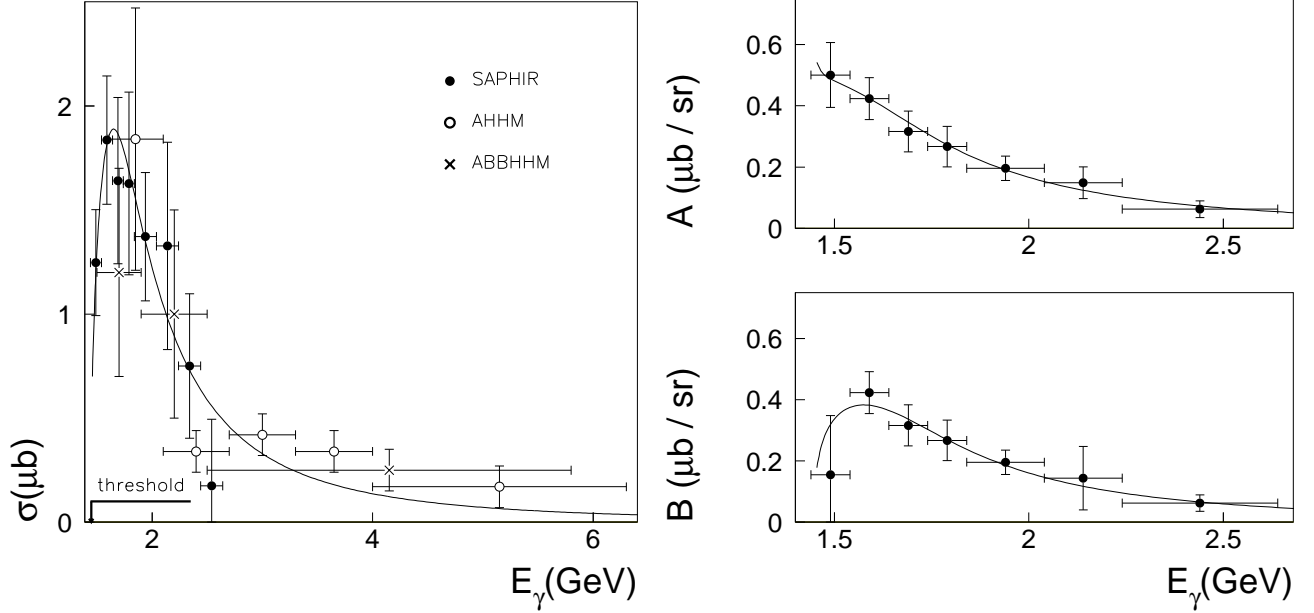 2
1
0
2
4
6
σ(μb)
E_γ(GeV)
SAPHIR
AHHM
ABBHHM
threshold
0.6
0.4
0.2
0
1.5
2
2.5
A (μb / sr)
0.6
0.4
0.2
0
1.5
2
2.5
B (μb / sr)
E_γ(GeV)